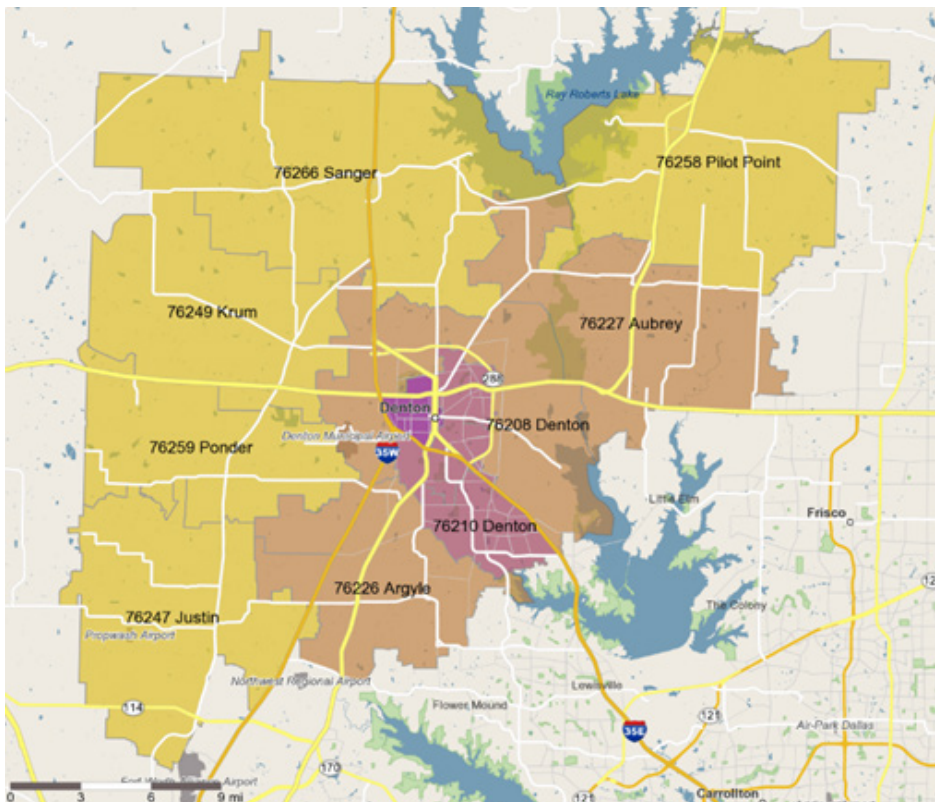 Ray Roberts Lake
76258 Pilot Point
76266 Sanger
76249 Krum
76227 Aubrey
288
Denton
76208 Denton
Denton Municipal Airport
76259 Ponder
35W
Little Elm
Frisco
76210 Denton
76226 Argyle
The Colony
76247 Justin
Propwash Airport
Northwest Regional Airport
Lewisville
Flower Mound
114
121
Air-Park Dallas
35E
170
Airport
Carrollton
121
0 3 6 9 mi